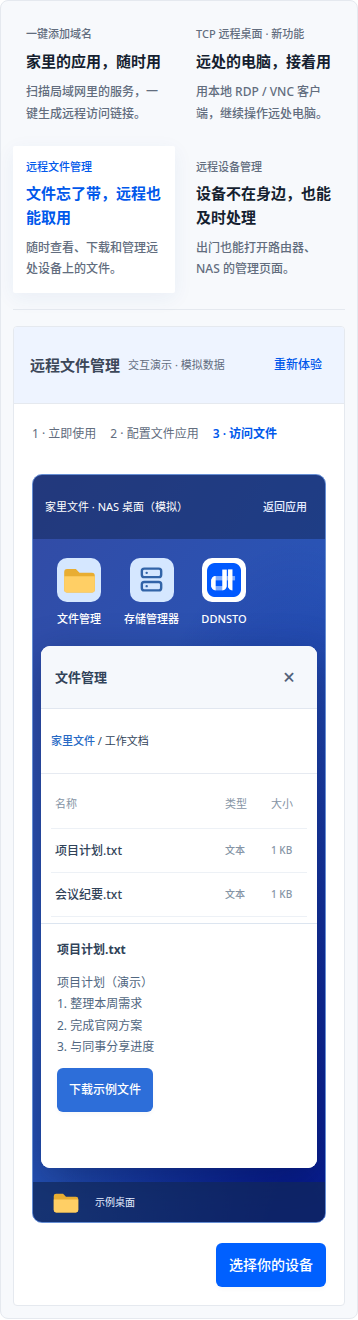 一键添加域名
家里的应用，随时用
扫描局域网里的服务，一
键生成远程访问链接。
TCP 远程桌面 · 新功能
远处的电脑，接着用
用本地 RDP / VNC 客户
端，继续操作远处电脑。
远程文件管理
文件忘了带，远程也
能取用
随时查看、下载和管理远
处设备上的文件。
远程设备管理
设备不在身边，也能
及时处理
出门也能打开路由器、
NAS 的管理页面。
远程文件管理 交互演示 · 模拟数据 重新体验
1 · 立即使用 2 · 配置文件应用 3 · 访问文件
家里文件 · NAS 桌面（模拟） 返回应用
文件管理 存储管理器 DDNSTO
文件管理 ×
家里文件 / 工作文档
名称 类型 大小
项目计划.txt 文本 1 KB
会议纪要.txt 文本 1 KB
项目计划.txt
项目计划（演示）
1. 整理本周需求
2. 完成官网方案
3. 与同事分享进度
下载示例文件
示例桌面
选择你的设备